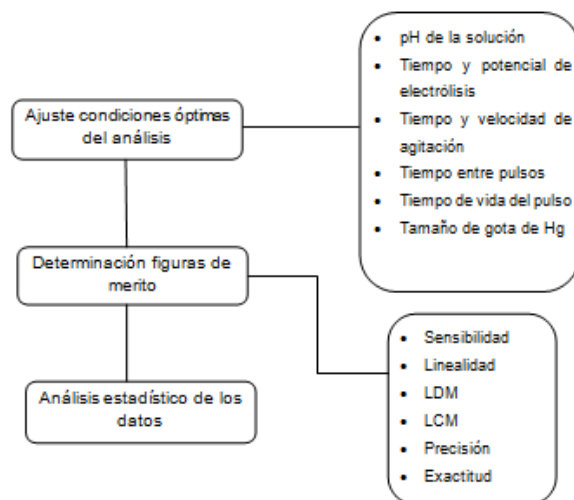 Ajuste condiciones óptimas
del análisis
• pH de la solución
• Tiempo y potencial de
electrólisis
• Tiempo y velocidad de
agitación
• Tiempo entre pulsos
• Tiempo de vida del pulso
• Tamaño de gota de Hg
Determinación figuras de
merito
• Sensibilidad
• Linealidad
• LDM
• LCM
• Precisión
• Exactitud
Análisis estadístico de los
datos